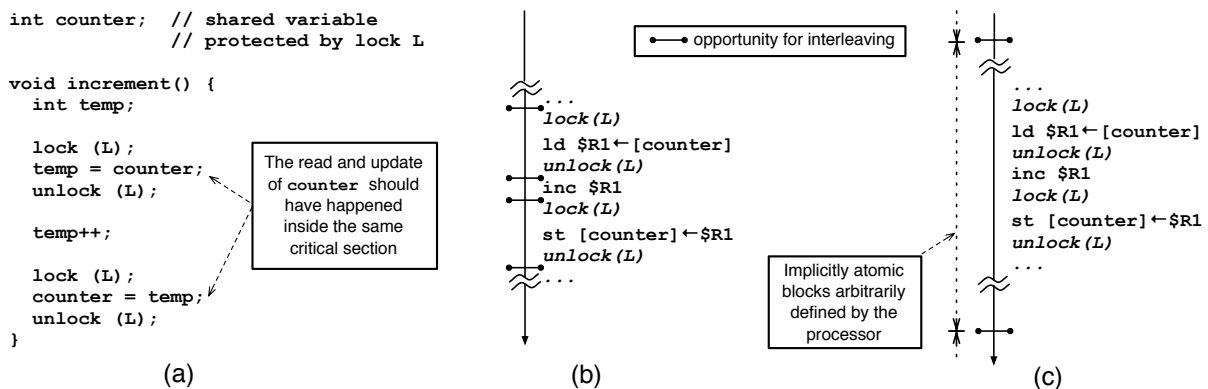 int counter;  // shared variable
              // protected by lock L
void increment() {
  int temp;
  lock (L);
  temp = counter;
  unlock (L);
  temp++;
  lock (L);
  counter = temp;
  unlock (L);
}
The read and update
of counter should
have happened
inside the same
critical section
(a)
opportunity for interleaving
...
lock(L)
ld $R1←[counter]
unlock(L)
inc $R1
lock(L)
st [counter]←$R1
unlock(L)
...
(b)
Implicitly atomic
blocks arbitrarily
defined by the
processor
...
lock(L)
ld $R1←[counter]
unlock(L)
inc $R1
lock(L)
st [counter]←$R1
unlock(L)
...
(c)